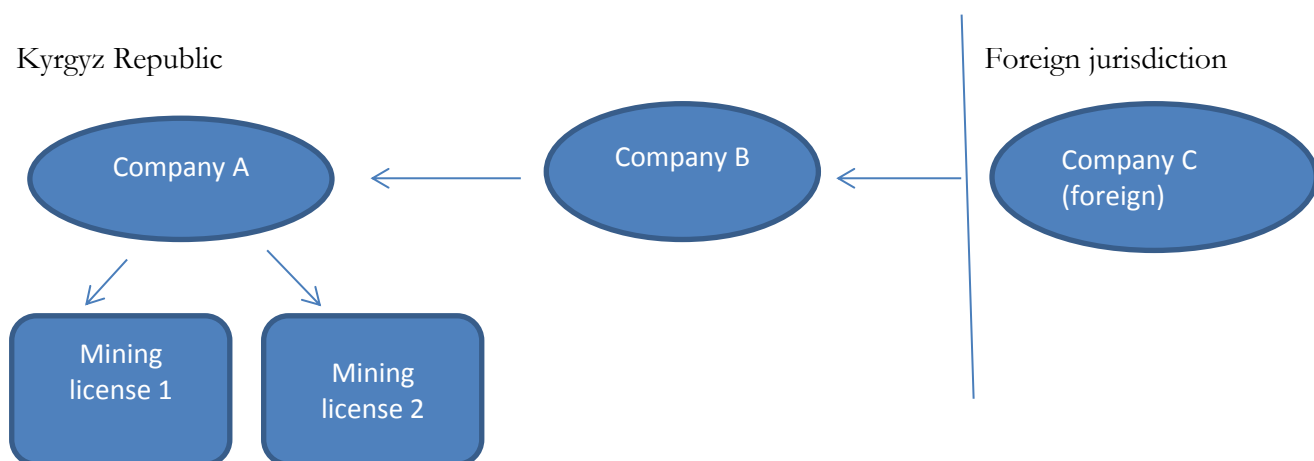 Kyrgyz Republic
Foreign jurisdiction
Company A
Company B
Company C
(foreign)
Mining
license 1
Mining
license 2